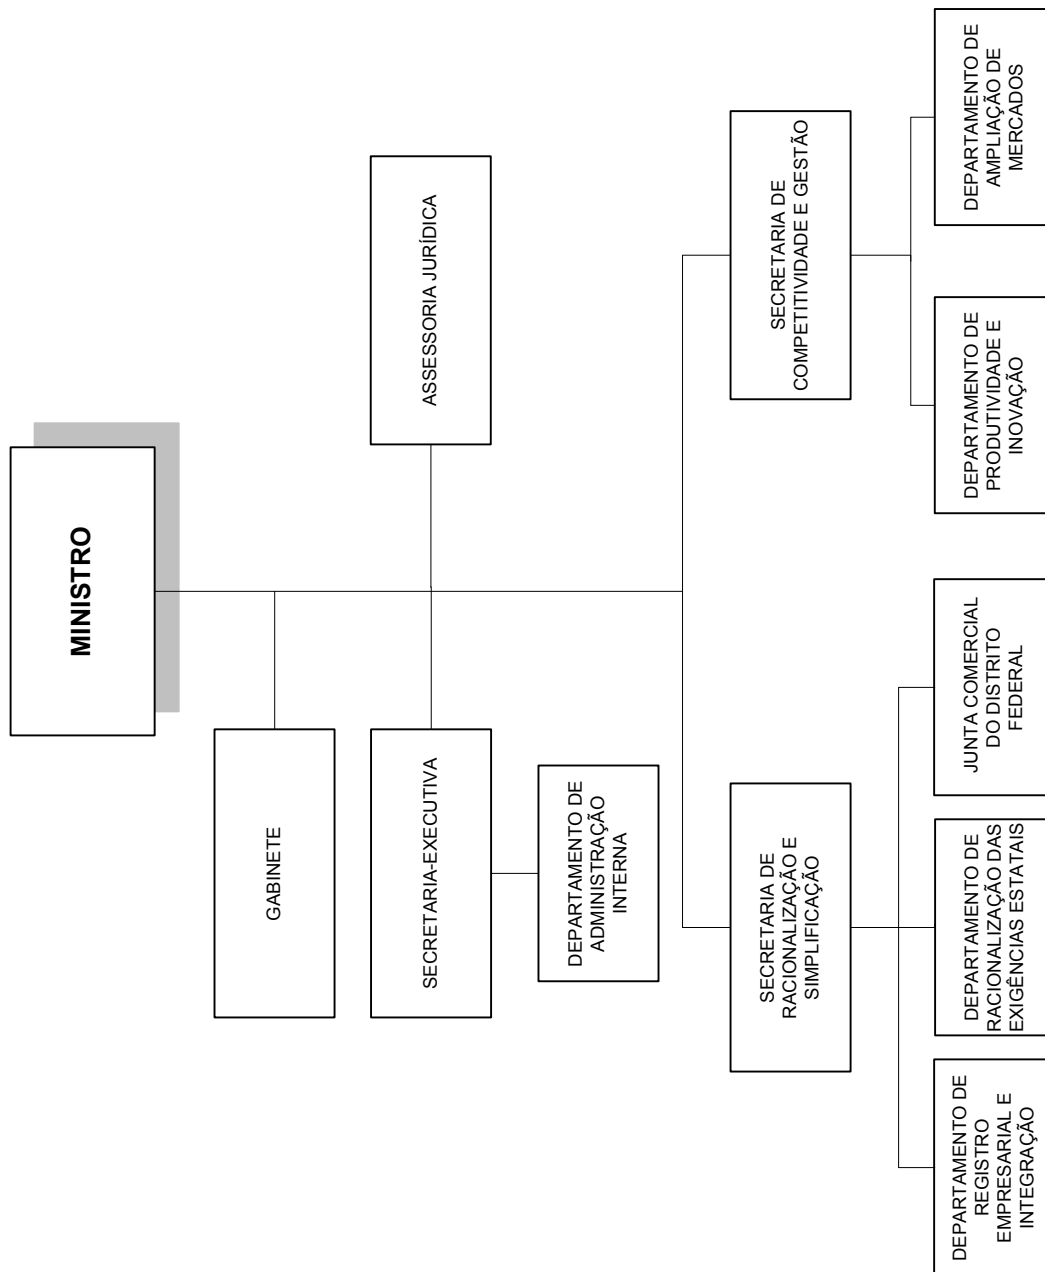 MINISTRO
GABINETE
SECRETARIA-EXECUTIVA
ASSESSORIA JURÍDICA
DEPARTAMENTO DE
ADMINISTRAÇÃO
INTERNA
SECRETARIA DE
RACIONALIZAÇÃO E
SIMPLIFICAÇÃO
SECRETARIA DE
COMPETITIVIDADE E GESTÃO
DEPARTAMENTO DE
REGISTRO
EMPRESARIAL E
INTEGRAÇÃO
DEPARTAMENTO DE
RACIONALIZAÇÃO DAS
EXIGÊNCIAS ESTATAIS
JUNTA COMERCIAL
DO DISTRITO
FEDERAL
DEPARTAMENTO DE
PRODUTIVIDADE E
INOVAÇÃO
DEPARTAMENTO DE
AMPLIAÇÃO DE
MERCADOS